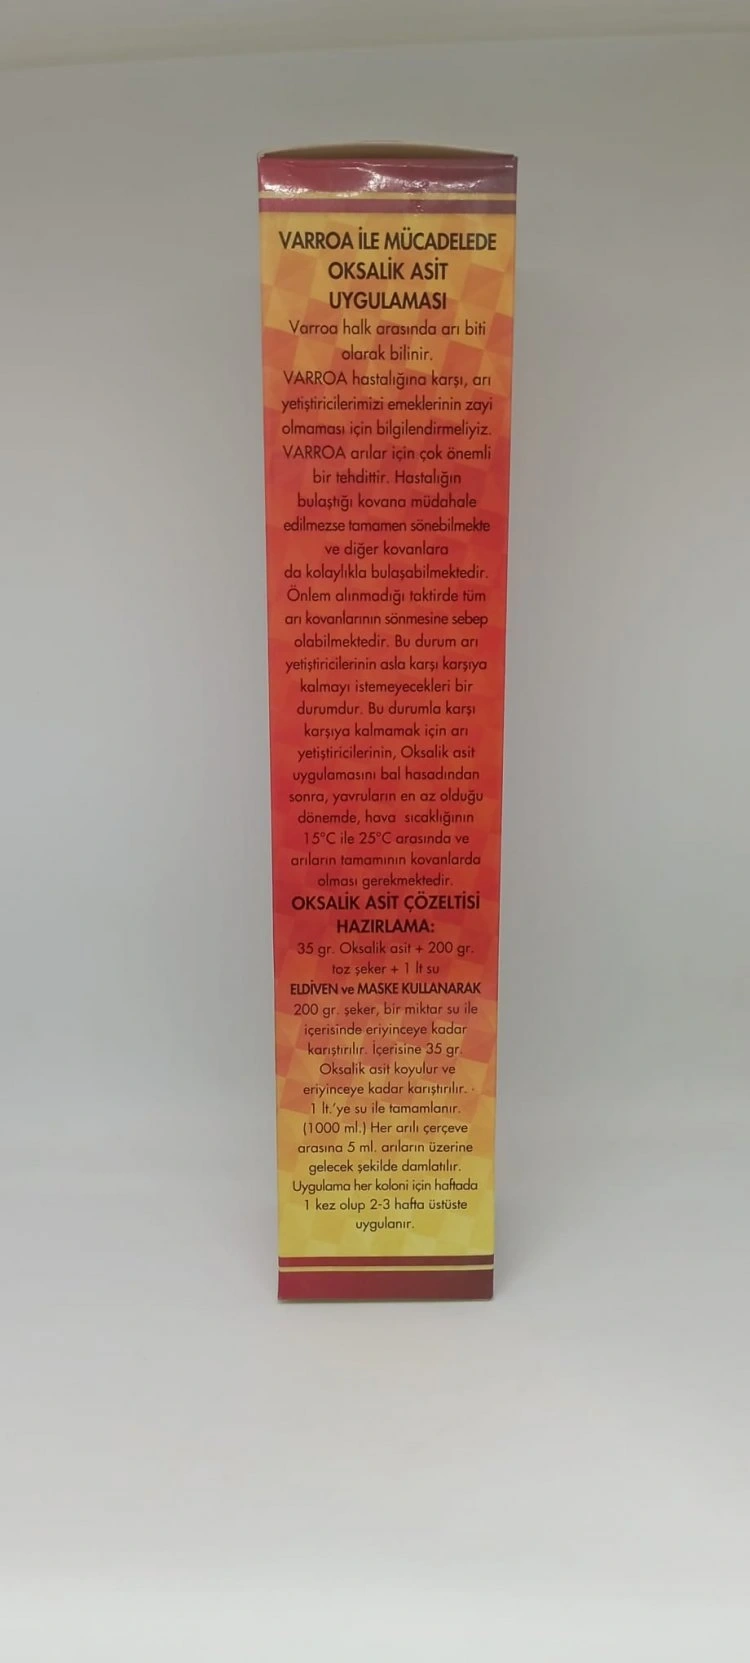 VARROA İLE MÜCADELEDE
OKSALİK ASİT
UYGULAMASI
Varroa halk arasında arı biti
olarak bilinir.
VARROA hastalığına karşı, arı
yetiştiricilerimizi emeklerinin zayi
olmaması için bilgilendirmeliyiz.
VARROA arılar için çok önemli
bir tehdittir. Hastalığın
bulaştığı kovana müdahale
edilmezse tamamen sönebilmekte
ve diğer kovanlara
da kolaylıkla bulaşabilmektedir.
Önlem alınmadığı taktirde tüm
arı kovanlarının sönmesine sebep
olabilmektedir. Bu durum arı
yetiştiricilerinin asla karşı karşıya
kalmayı istemeyecekleri bir
durumdur. Bu durumla karşı
karşıya kalmamak için arı
yetiştiricilerinin, Oksalik asit
uygulamasını bal hasadından
sonra, yavruların en az olduğu
dönemde, hava sıcaklığının
15°C ile 25°C arasında ve
arıların tamamının kovanlarda
olması gerekmektedir.
OKSALİK ASİT ÇÖZELTİSİ
HAZIRLAMA:
35 gr. Oksalik asit + 200 gr.
toz şeker + 1 lt su
ELDİVEN ve MASKE KULLANARAK
200 gr. şeker, bir miktar su ile
içerisinde eriyinceye kadar
karıştırılır. İçerisine 35 gr.
Oksalik asit koyulur ve
eriyinceye kadar karıştırılır.
1 lt.'ye su ile tamamlanır.
(1000 ml.) Her arılı çerçeve
arasına 5 ml. arıların üzerine
gelecek şekilde damlatılır.
Uygulama her koloni için haftada
1 kez olup 2-3 hafta üstüste
uygulanır.